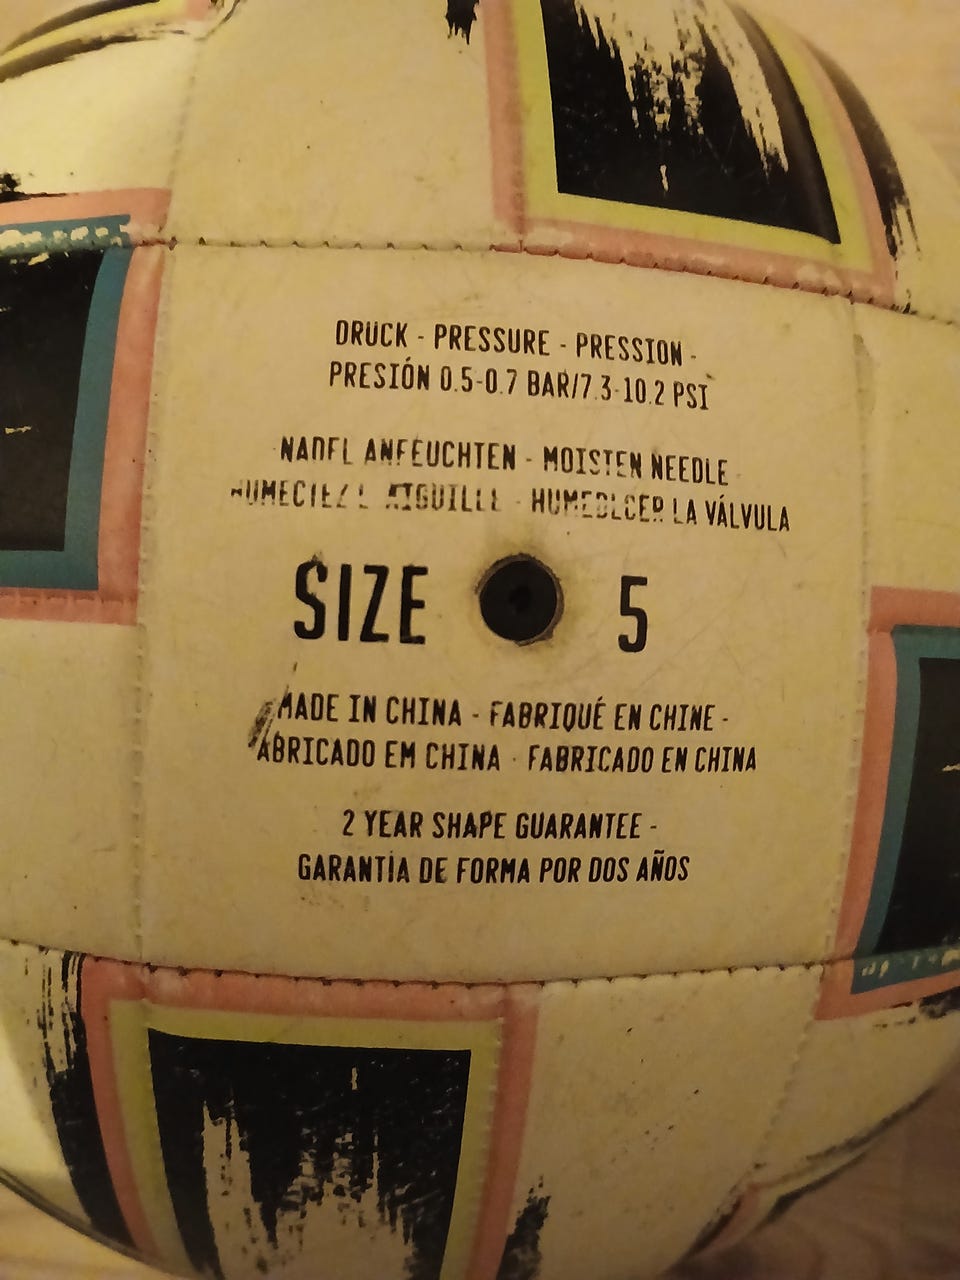 DRUCK - PRESSURE - PRESSION -
PRESIÓN 0.5-0.7 BAR/7.3-10.2 PSI
NADEL ANFEUCHTEN - MOISTEN NEEDLE
HUMECTEZ L'AIGUILLE - HUMEDECER LA VÁLVULA
SIZE 5
MADE IN CHINA - FABRIQUÉ EN CHINE -
FABRICADO EM CHINA - FABRICADO EN CHINA
2 YEAR SHAPE GUARANTEE -
GARANTÍA DE FORMA POR DOS AÑOS